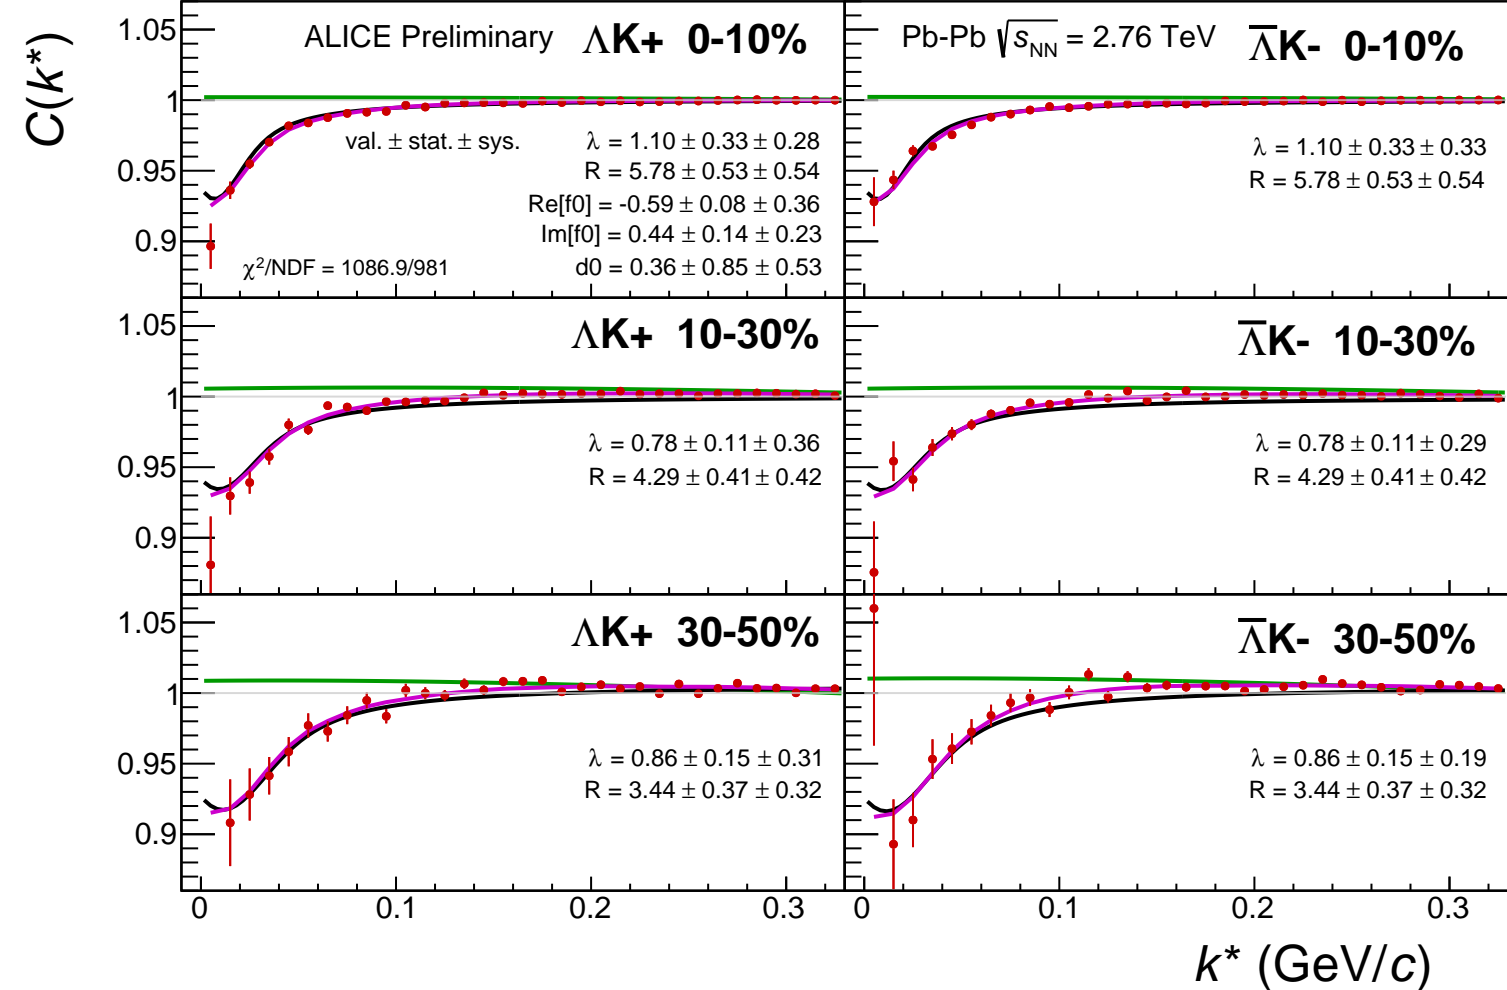 C(k*)
ALICE Preliminary ΛK+ 0-10%
1.05
1
0.95
0.9
val. ± stat. ± sys.
λ = 1.10 ± 0.33 ± 0.28
R = 5.78 ± 0.53 ± 0.54
Re[f0] = -0.59 ± 0.08 ± 0.36
Im[f0] = 0.44 ± 0.14 ± 0.23
d0 = 0.36 ± 0.85 ± 0.53
χ²/NDF = 1086.9/981
Pb-Pb √sNN = 2.76 TeV Λ̅K- 0-10%
λ = 1.10 ± 0.33 ± 0.33
R = 5.78 ± 0.53 ± 0.54
ΛK+ 10-30%
1.05
1
0.95
0.9
λ = 0.78 ± 0.11 ± 0.36
R = 4.29 ± 0.41 ± 0.42
Λ̅K- 10-30%
λ = 0.78 ± 0.11 ± 0.29
R = 4.29 ± 0.41 ± 0.42
ΛK+ 30-50%
1.05
1
0.95
0.9
λ = 0.86 ± 0.15 ± 0.31
R = 3.44 ± 0.37 ± 0.32
Λ̅K- 30-50%
λ = 0.86 ± 0.15 ± 0.19
R = 3.44 ± 0.37 ± 0.32
0 0.1 0.2 0.3 0 0.1 0.2 0.3
k* (GeV/c)